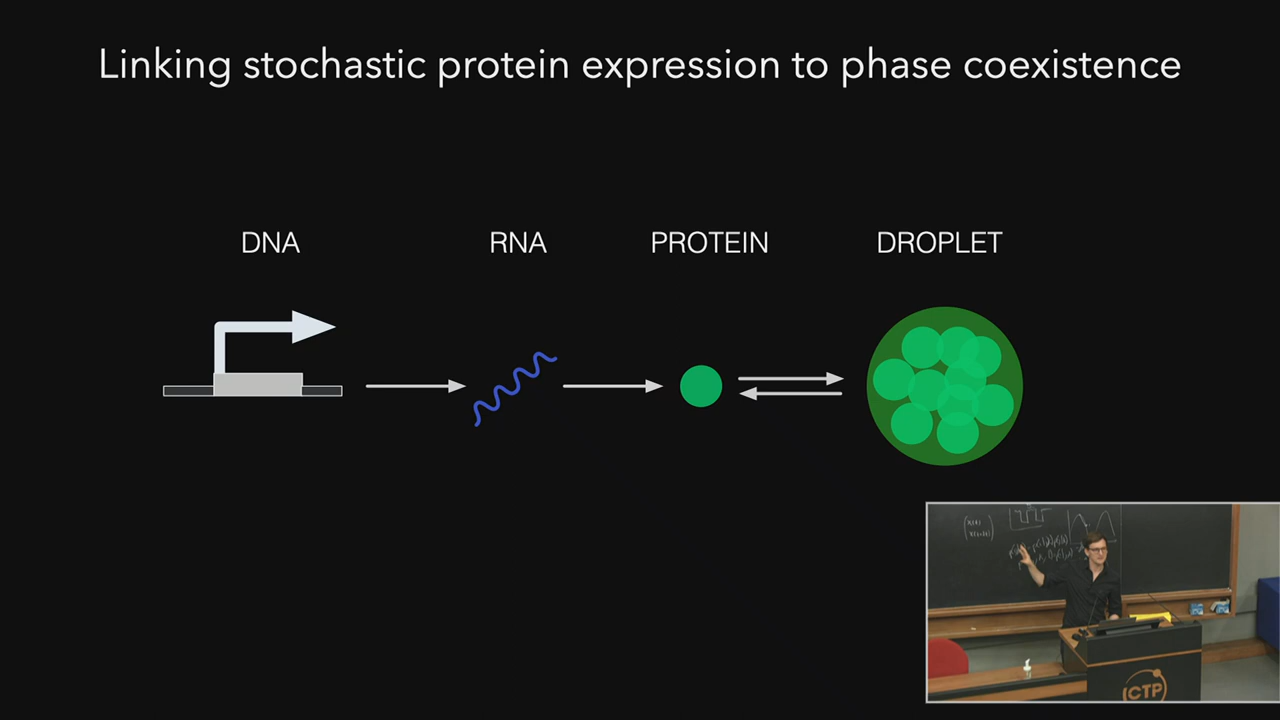 Linking stochastic protein expression to phase coexistence
DNA
RNA
PROTEIN
DROPLET
ICTP